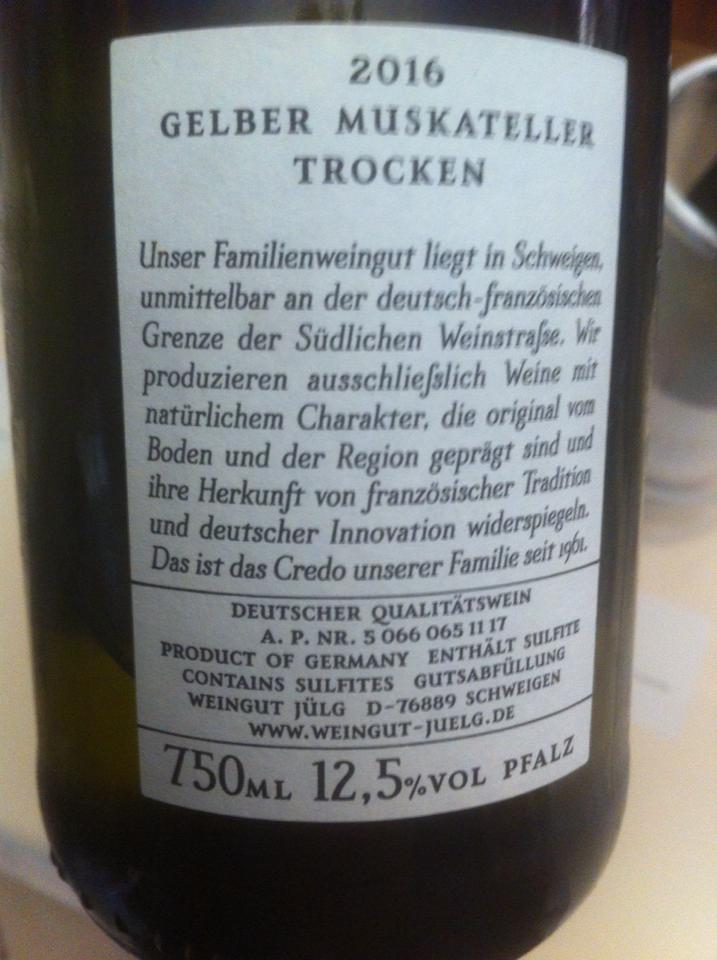 2016
GELBER MUSKATELLER
TROCKEN
Unser Familienweingut liegt in Schweigen,
unmittelbar an der deutsch-französischen
Grenze der Südlichen Weinstraße. Wir
produzieren ausschließslich Weine mit
natürlichem Charakter, die original vom
Boden und der Region geprägt sind und
ihre Herkunft von französischer Tradition
und deutscher Innovation widerspiegeln.
Das ist das Credo unserer Familie seit 1961.
DEUTSCHER QUALITÄTSWEIN
A. P. NR. 5 066 065 11 17
PRODUCT OF GERMANY ENTHÄLT SULFITE
CONTAINS SULFITES GUTSABFÜLLUNG
WEINGUT JÜLG D-76889 SCHWEIGEN
WWW.WEINGUT-JUELG.DE
750ML 12,5%VOL PFALZ